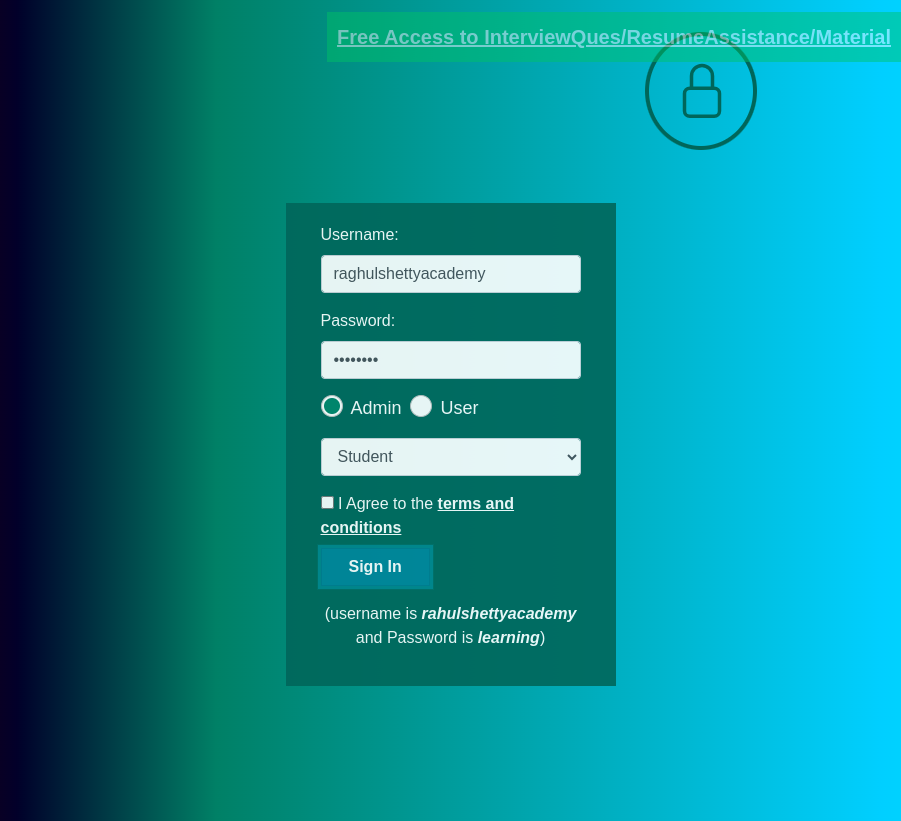 Free Access to InterviewQues/ResumeAssistance/Material
Username:
raghulshettyacademy
Password:
••••••••
Admin User
Student
I Agree to the terms and
conditions
Sign In
(username is rahulshettyacademy
and Password is learning)